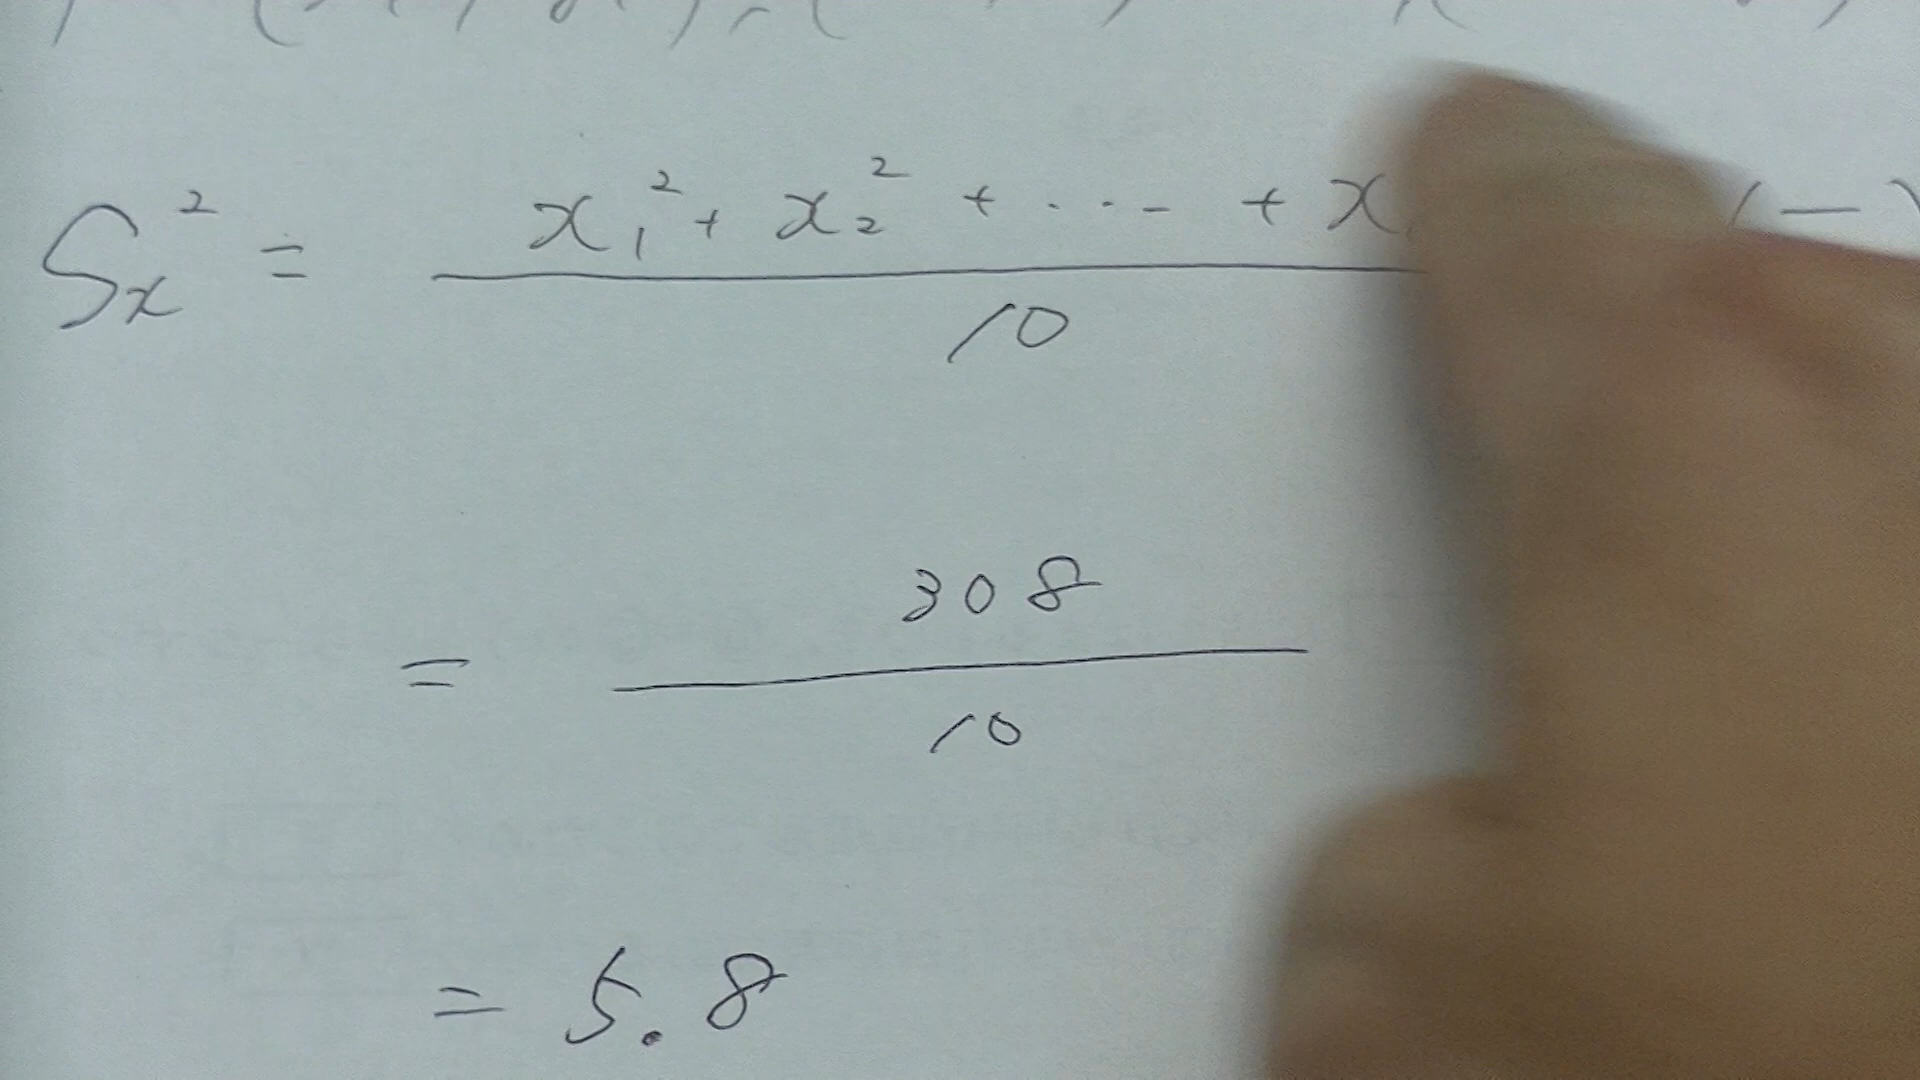 Sx² = (x₁² + x₂² + ... + x) / 10
= 308 / 10
= 5.8